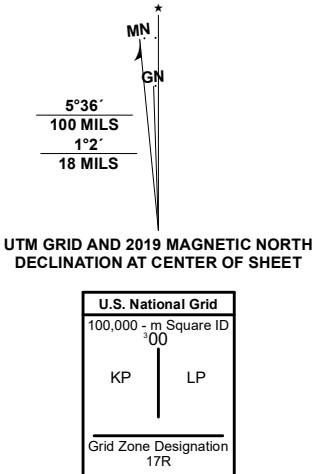 ★
MN
GN
5°36´
100 MILS
1°2´
18 MILS
UTM GRID AND 2019 MAGNETIC NORTH
DECLINATION AT CENTER OF SHEET
U.S. National Grid
100,000 - m Square ID
³00
KP LP
Grid Zone Designation
17R